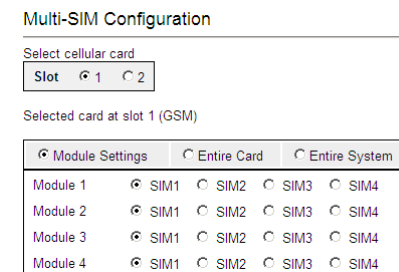 Multi-SIM Configuration
Select cellular card
Slot 1 2
Selected card at slot 1 (GSM)
Module Settings Entire Card Entire System
Module 1 SIM1 SIM2 SIM3 SIM4
Module 2 SIM1 SIM2 SIM3 SIM4
Module 3 SIM1 SIM2 SIM3 SIM4
Module 4 SIM1 SIM2 SIM3 SIM4